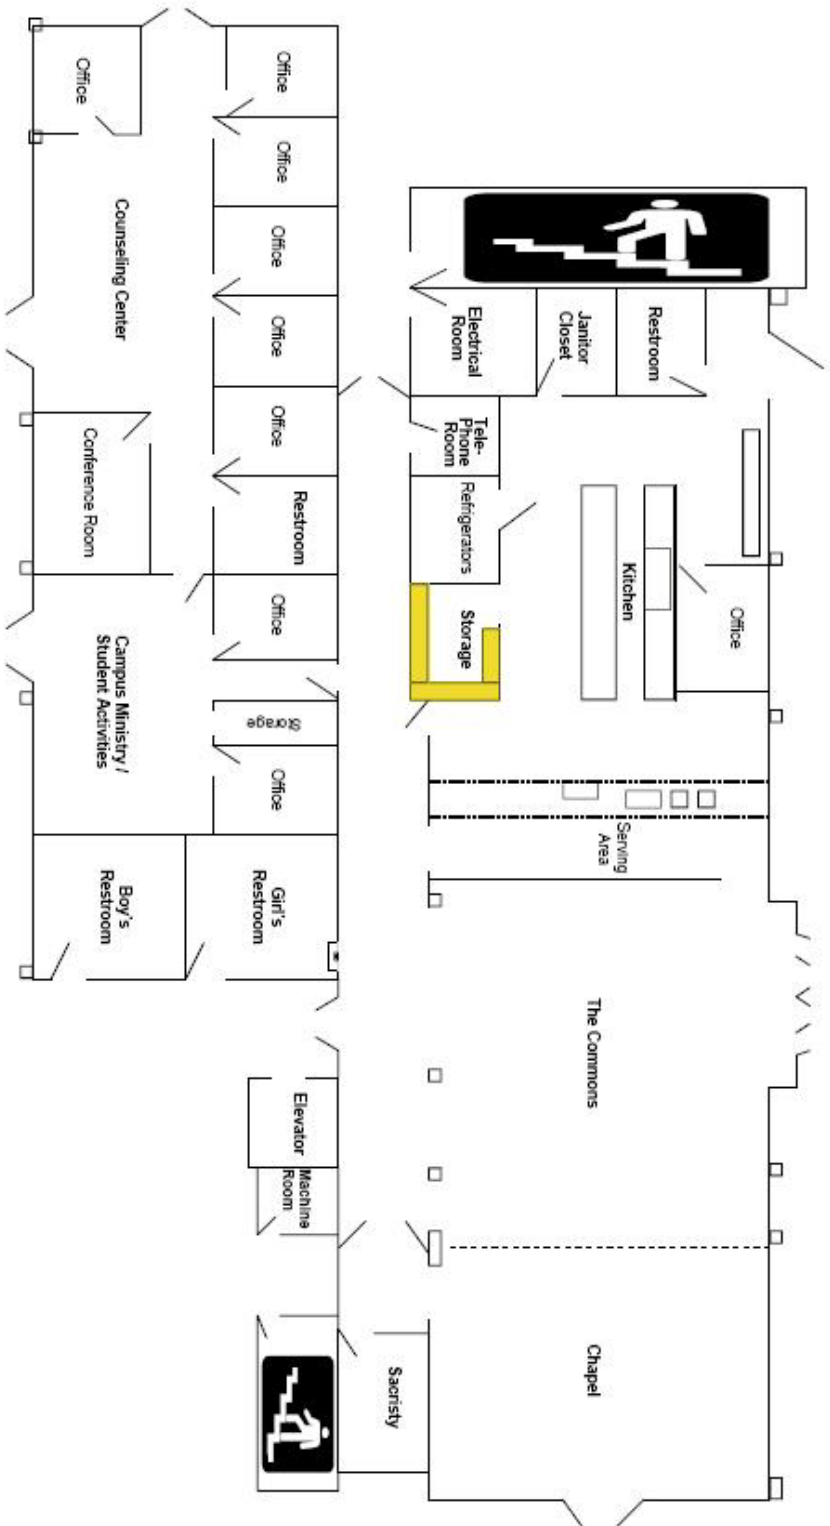 Office
Office
Office
Office
Office
Office
Restroom
Office
Storage
Office
Counseling Center
Conference Room
Campus Ministry /
Student Activities
Boy's
Restroom
Girl's
Restroom
Electrical
Room
Janitor
Closet
Restroom
Tele-
Phone
Room
Refrigerators
Storage
Kitchen
Office
Serving
Area
The Commons
Elevator
Machine
Room
Sacristy
Chapel